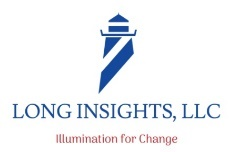 LONG INSIGHTS, LLC
Illumination for Change